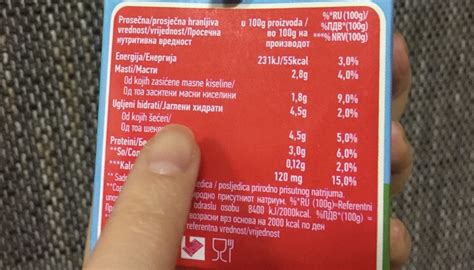 Prosečna/prosječna hranljiva u 100g proizvoda / %*RU (100g)/
vrednost/vrijednost/Просечна во 100g на %ПДВ*(100g)/
нутритивна вредност производот ***% NRV(100g)
Energija/Енергија 231kJ/55kcal 3,0%
Masti/Масти 2,8g 4,0%
Od kojih zasićene masne kiseline/
Од тоа заситени масни киселини 1,8g 9,0%
Ugljeni hidrati/Јаглени хидрати 4,5g 2,0%
Od kojih šećeri/
Од тоа 4,5g 5,0%
Proteini/ 3,0g 6,0%
**So/ 0,12g 2,0%
***Kal 120 mg 15,0%
posljedica prirodno prisutnog natrijuma.
природно присутниот натриум. %*RU (100g)=Referentni
odraslu osobu 8400 kJ/2000kcal. %ПДВ*(100g) =
возрасни врз основа на 2000 kcal по ден
referentna vrednost/vrijednost